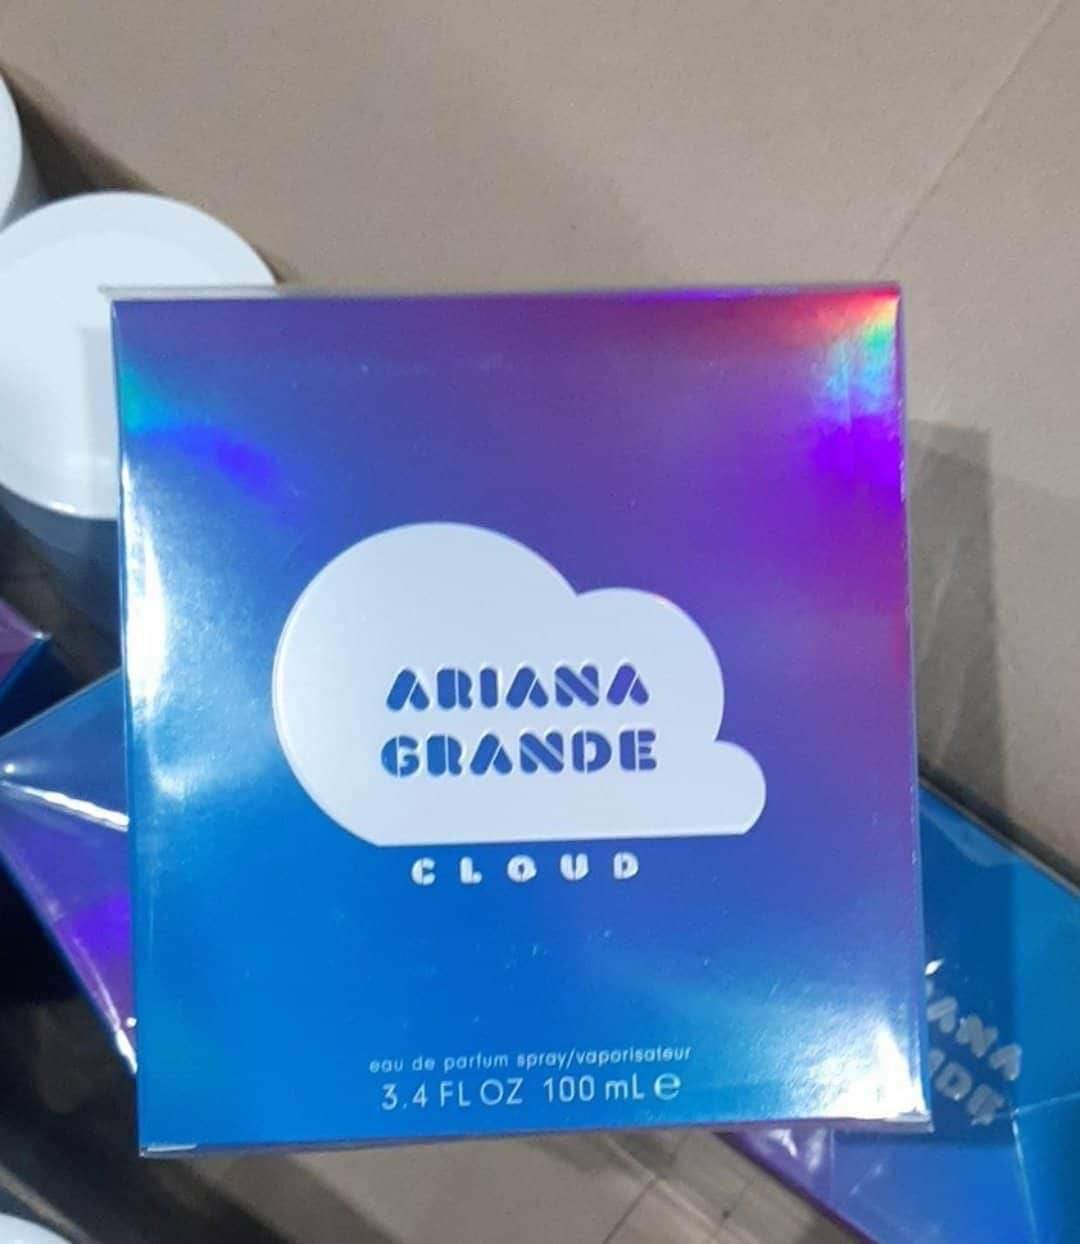 ARIANA
GRANDE
CLOUD
eau de parfum spray/vaporisateur
3.4 FL OZ 100 mL ℮